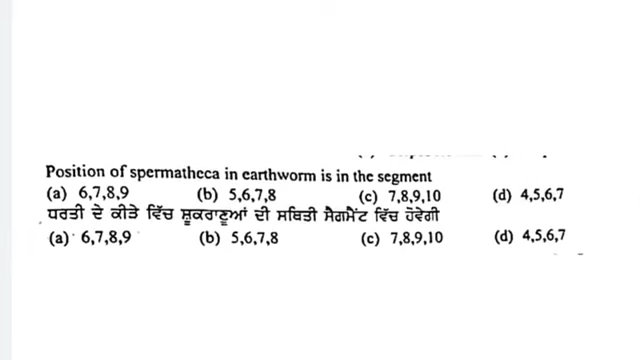 Position of spermatheca in earthworm is in the segment
(a) 6,7,8,9 (b) 5,6,7,8 (c) 7,8,9,10 (d) 4,5,6,7
ਧਰਤੀ ਦੇ ਕੀੜੇ ਵਿੱਚ ਸ਼ੂਕਰਾਣੂਆਂ ਦੀ ਸਥਿਤੀ ਸੈਗਮੈਂਟ ਵਿੱਚ ਹੋਵੇਗੀ
(a) 6,7,8,9 (b) 5,6,7,8 (c) 7,8,9,10 (d) 4,5,6,7